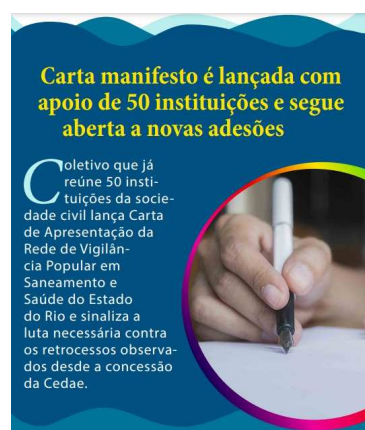 Carta manifesto é lançada com
apoio de 50 instituições e segue
aberta a novas adesões
Coletivo que já
reúne 50 insti-
tuições da socie-
dade civil lança Carta
de Apresentação da
Rede de Vigilân-
cia Popular em
Saneamento e
Saúde do Estado
do Rio e sinaliza a
luta necessária contra
os retrocessos observa-
dos desde a concessão
da Cedae.